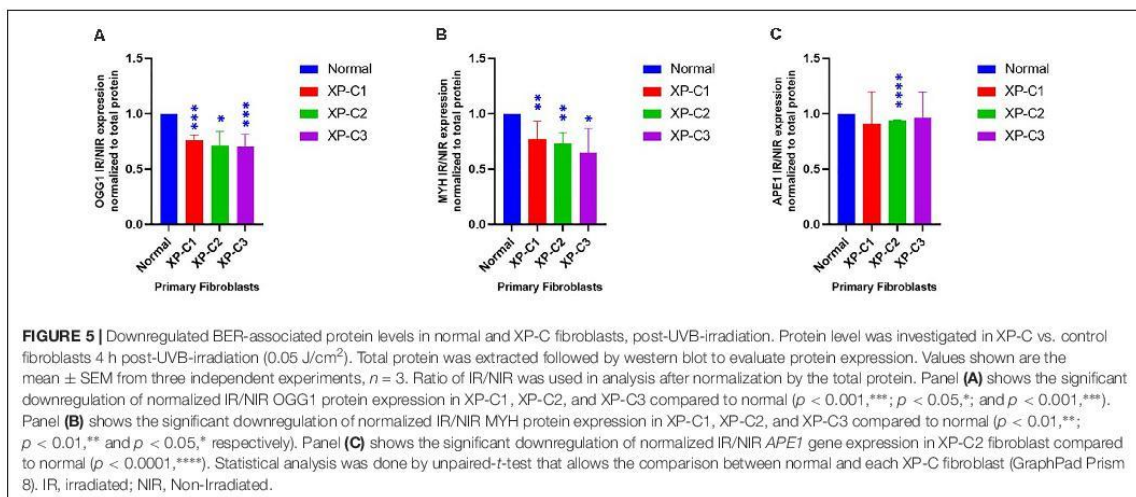 A
OGG1 IR/NIR expression
normalized to total protein
1.5
1.0
0.5
0.0
***
*
***
Normal
XP-C1
XP-C2
XP-C3
Primary Fibroblasts
Normal
XP-C1
XP-C2
XP-C3
B
MYH IR/NIR expression
normalized to total protein
1.5
1.0
0.5
0.0
**
**
*
Normal
XP-C1
XP-C2
XP-C3
Primary Fibroblasts
Normal
XP-C1
XP-C2
XP-C3
C
APE1 IR/NIR expression
normalized to total protein
1.5
1.0
0.5
0.0
****
Normal
XP-C1
XP-C2
XP-C3
Primary Fibroblasts
Normal
XP-C1
XP-C2
XP-C3
FIGURE 5 | Downregulated BER-associated protein levels in normal and XP-C fibroblasts, post-UVB-irradiation. Protein level was investigated in XP-C vs. control
fibroblasts 4 h post-UVB-irradiation (0.05 J/cm²). Total protein was extracted followed by western blot to evaluate protein expression. Values shown are the
mean ± SEM from three independent experiments, n = 3. Ratio of IR/NIR was used in analysis after normalization by the total protein. Panel (A) shows the significant
downregulation of normalized IR/NIR OGG1 protein expression in XP-C1, XP-C2, and XP-C3 compared to normal (p < 0.001,***; p < 0.05,*; and p < 0.001,***).
Panel (B) shows the significant downregulation of normalized IR/NIR MYH protein expression in XP-C1, XP-C2, and XP-C3 compared to normal (p < 0.01,**;
p < 0.01,** and p < 0.05,* respectively). Panel (C) shows the significant downregulation of normalized IR/NIR APE1 gene expression in XP-C2 fibroblast compared
to normal (p < 0.0001,****). Statistical analysis was done by unpaired-t-test that allows the comparison between normal and each XP-C fibroblast (GraphPad Prism
8). IR, irradiated; NIR, Non-Irradiated.